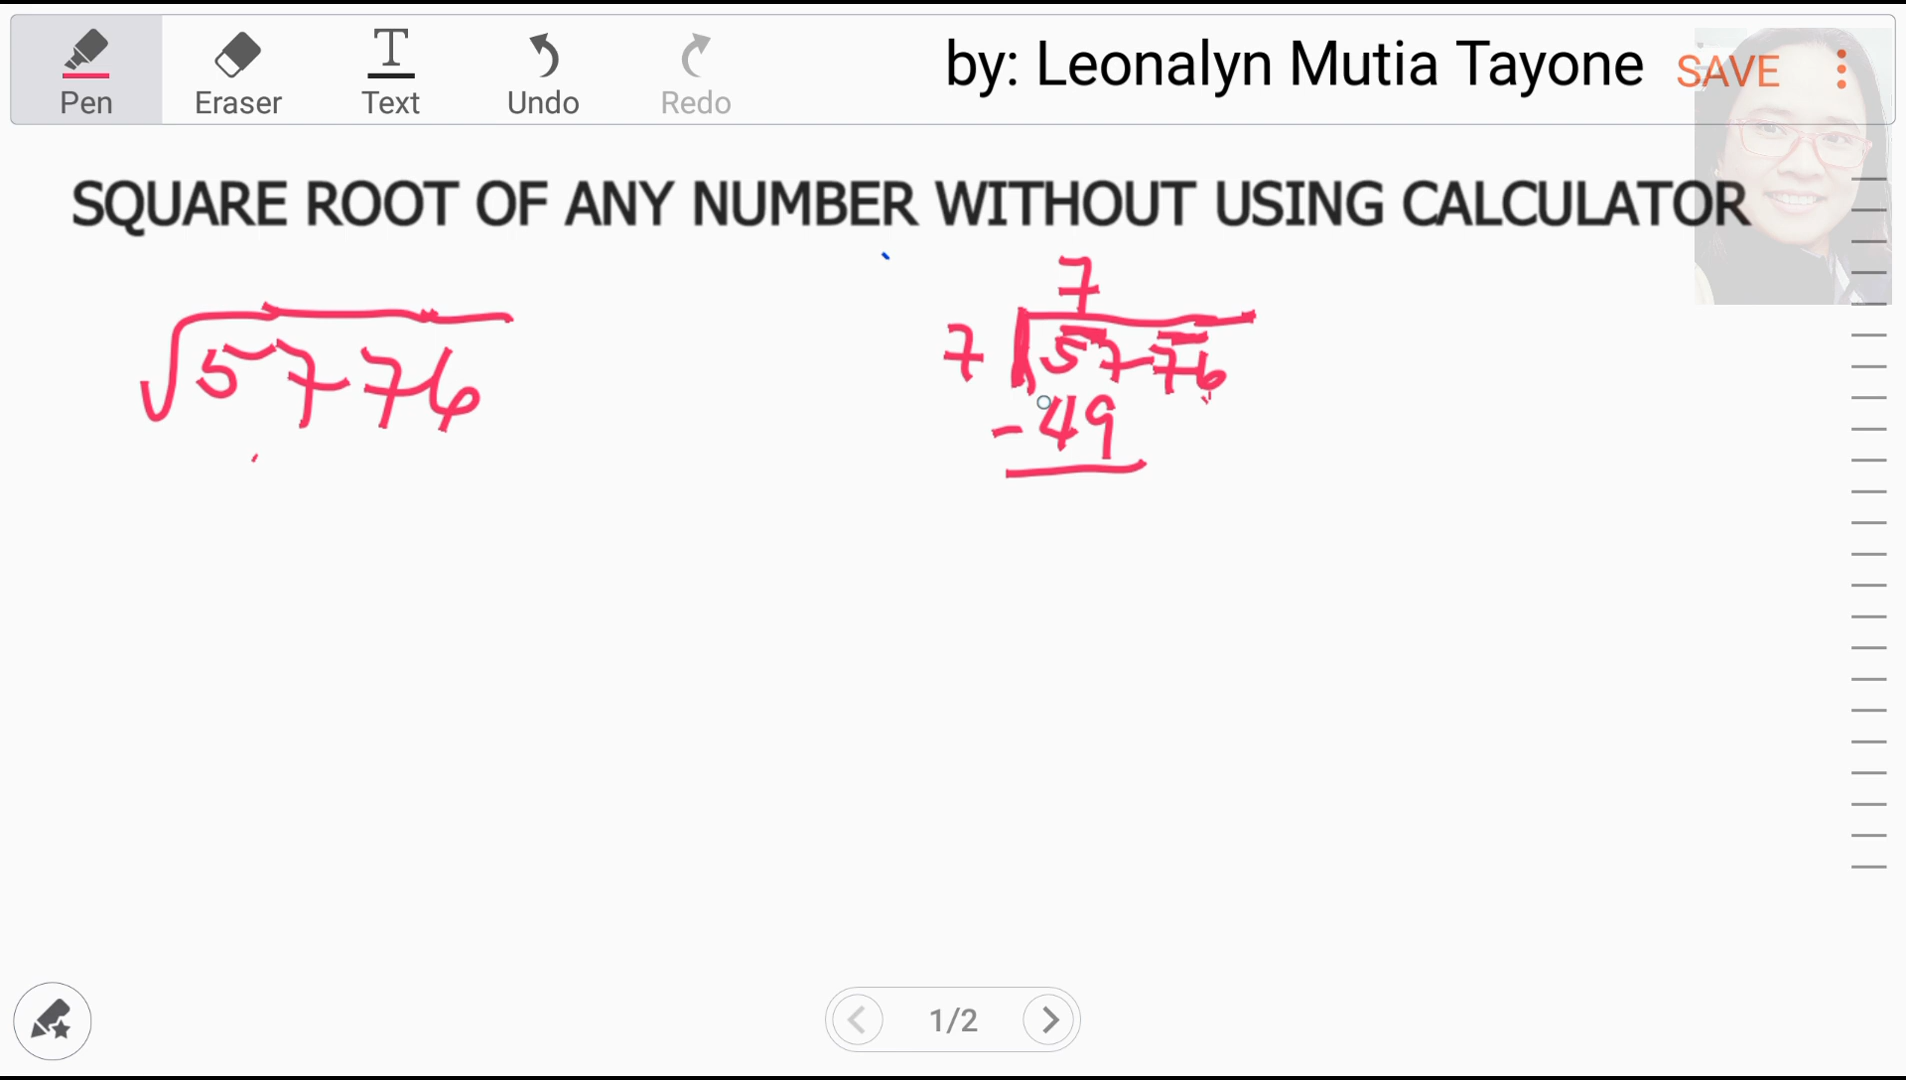 Pen Eraser Text Undo Redo by: Leonalyn Mutia Tayone SAVE
SQUARE ROOT OF ANY NUMBER WITHOUT USING CALCULATOR
7
√5776
7 5776
-49
1/2